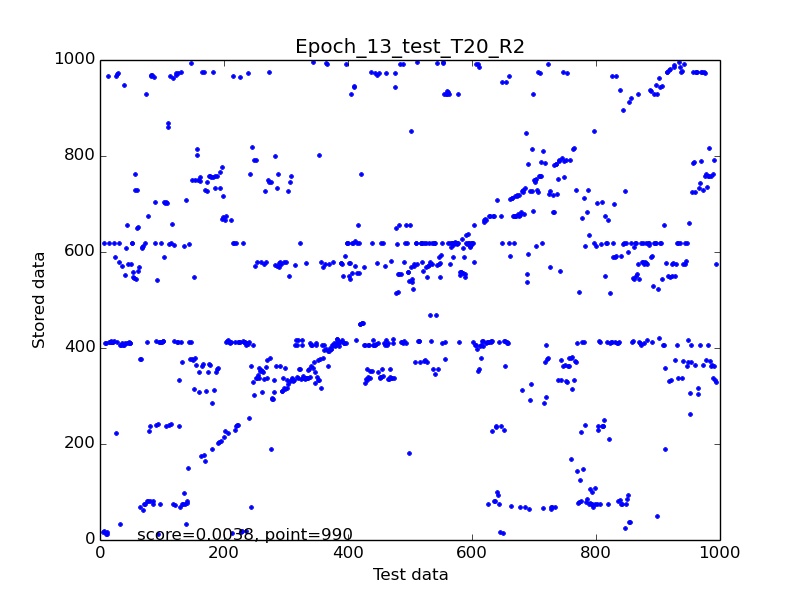 Epoch_13_test_T20_R2
1000
800
600
400
200
0
Stored data
score=0.0038, point=990
0 200 400 600 800 1000
Test data